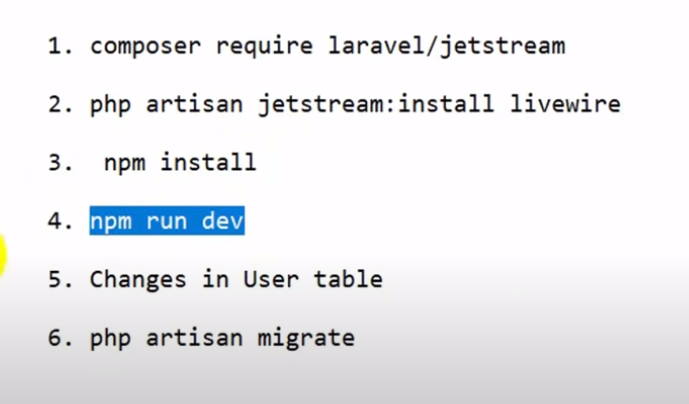 1. composer require laravel/jetstream
2. php artisan jetstream:install livewire
3. npm install
4. npm run dev
5. Changes in User table
6. php artisan migrate